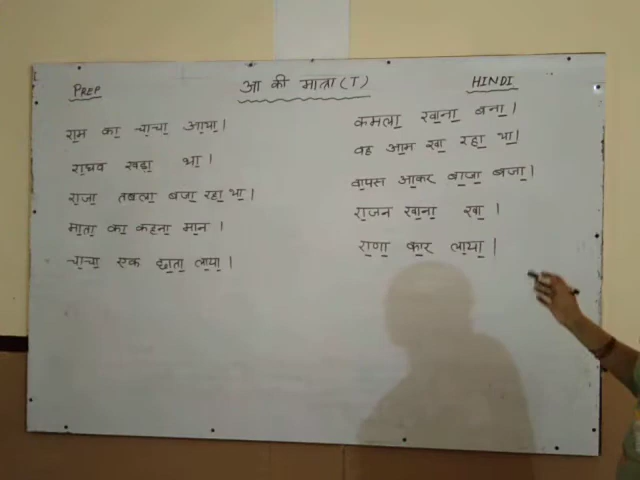 PREP
आ की मात्रा (ा)
HINDI
राम का चाचा आया।
राघव खड़ा था।
राजा तबला बजा रहा था।
माता का कहना मान।
चाचा एक छाता लाया।
कमला खाना बना।
वह आम खा रहा था।
वापस आकर बाजा बजा।
राजन खाना खा।
राणा कार लाया।